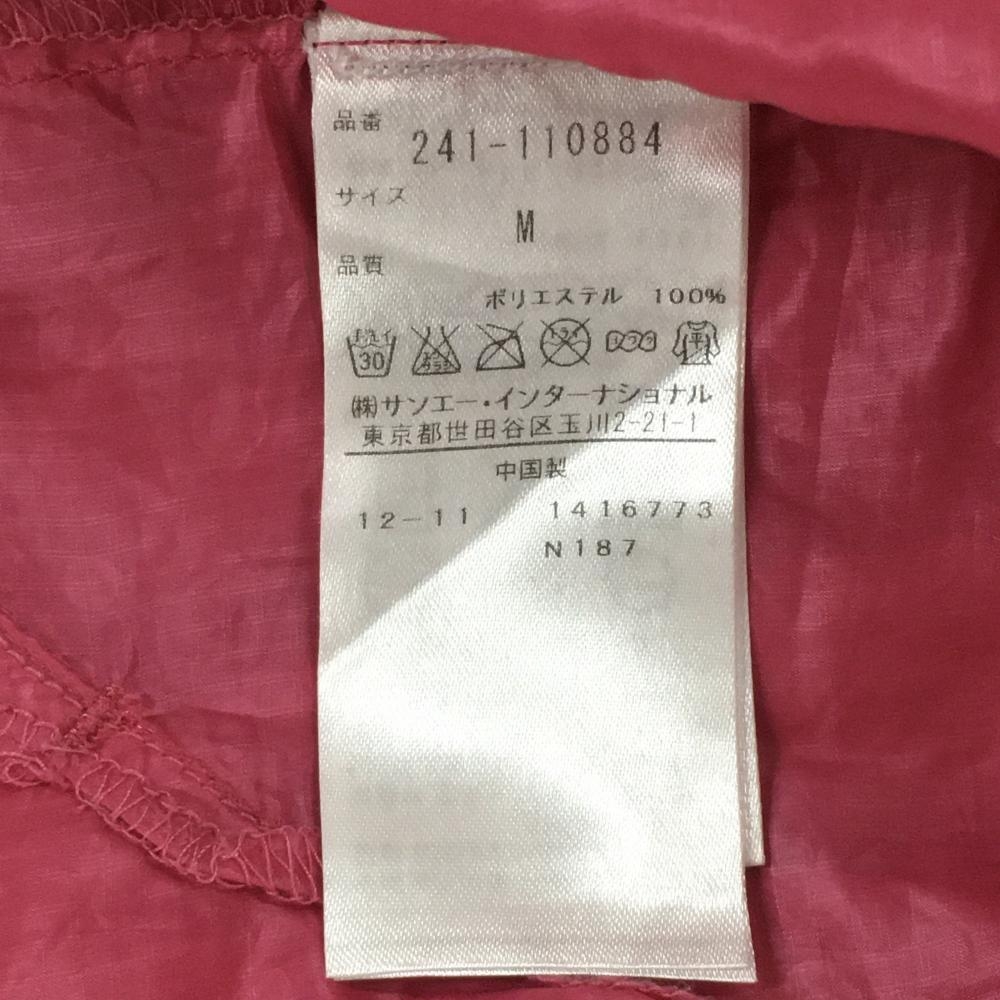 品番
241-110884
サイズ
M
品質
ポリエステル 100%
30
平
㈱サンエー・インターナショナル
東京都世田谷区玉川2-21-1
中国製
12-11 1416773
N187